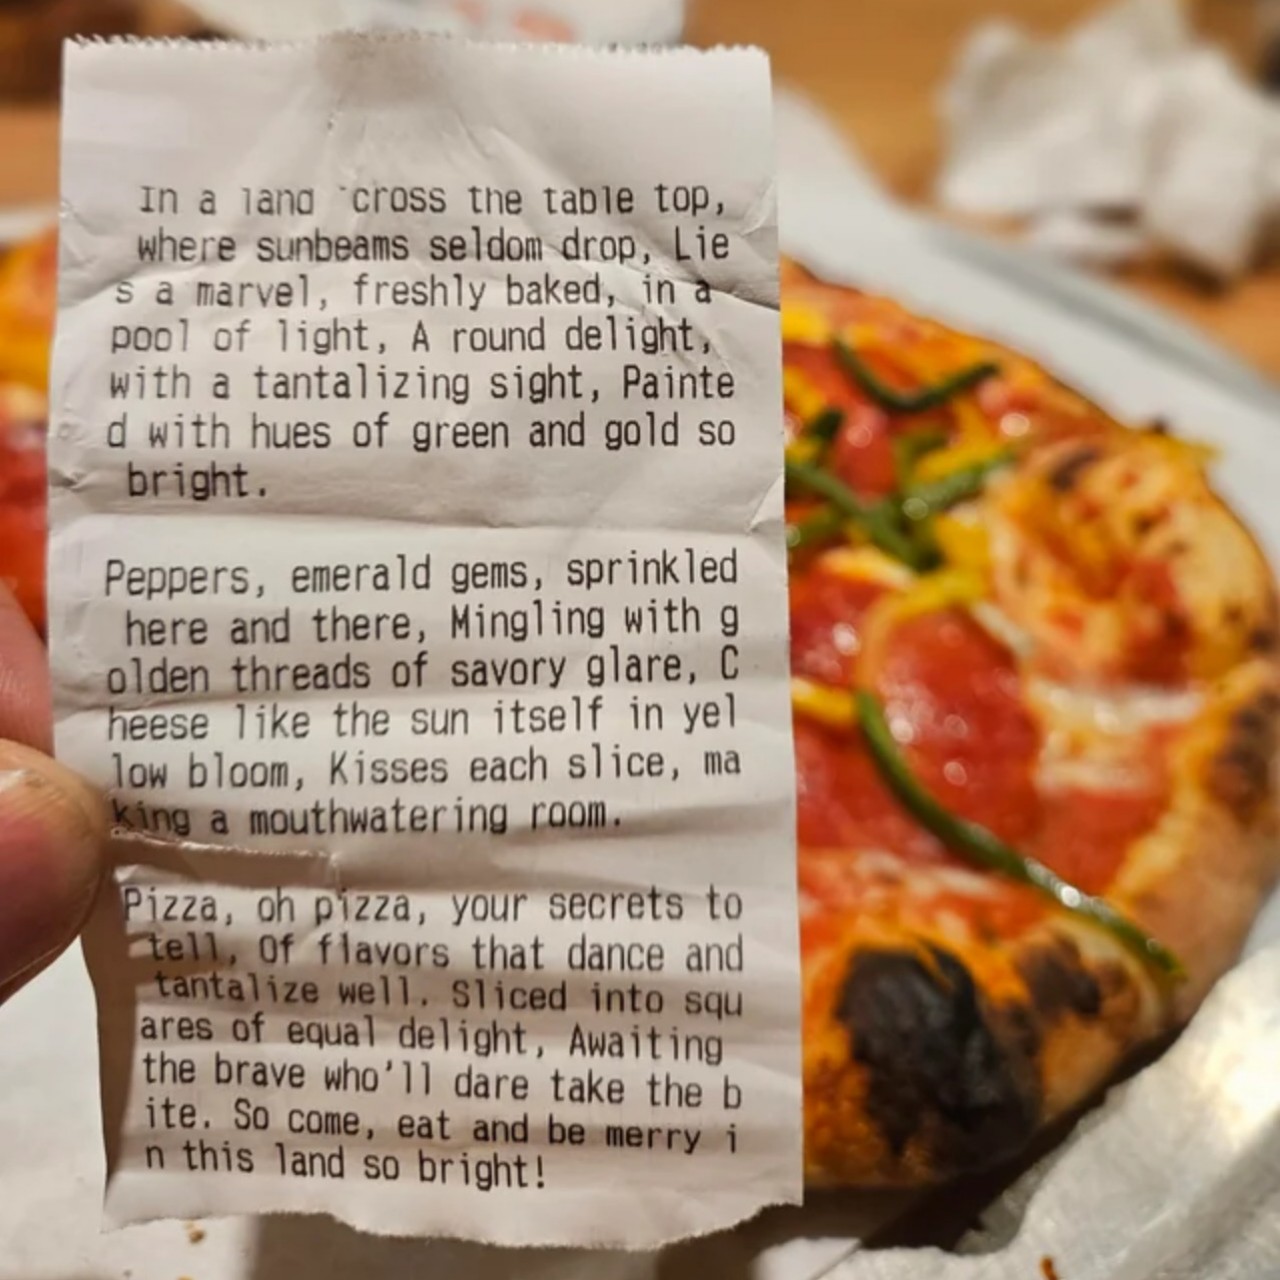 In a land 'cross the table top,
where sunbeams seldom drop, Lie
s a marvel, freshly baked, in a
pool of light, A round delight,
with a tantalizing sight, Painte
d with hues of green and gold so
bright.
Peppers, emerald gems, sprinkled
here and there, Mingling with g
olden threads of savory glare, C
heese like the sun itself in yel
low bloom, Kisses each slice, ma
king a mouthwatering room.
Pizza, oh pizza, your secrets to
tell, Of flavors that dance and
tantalize well. Sliced into squ
ares of equal delight, Awaiting
the brave who'll dare take the b
ite. So come, eat and be merry i
n this land so bright!